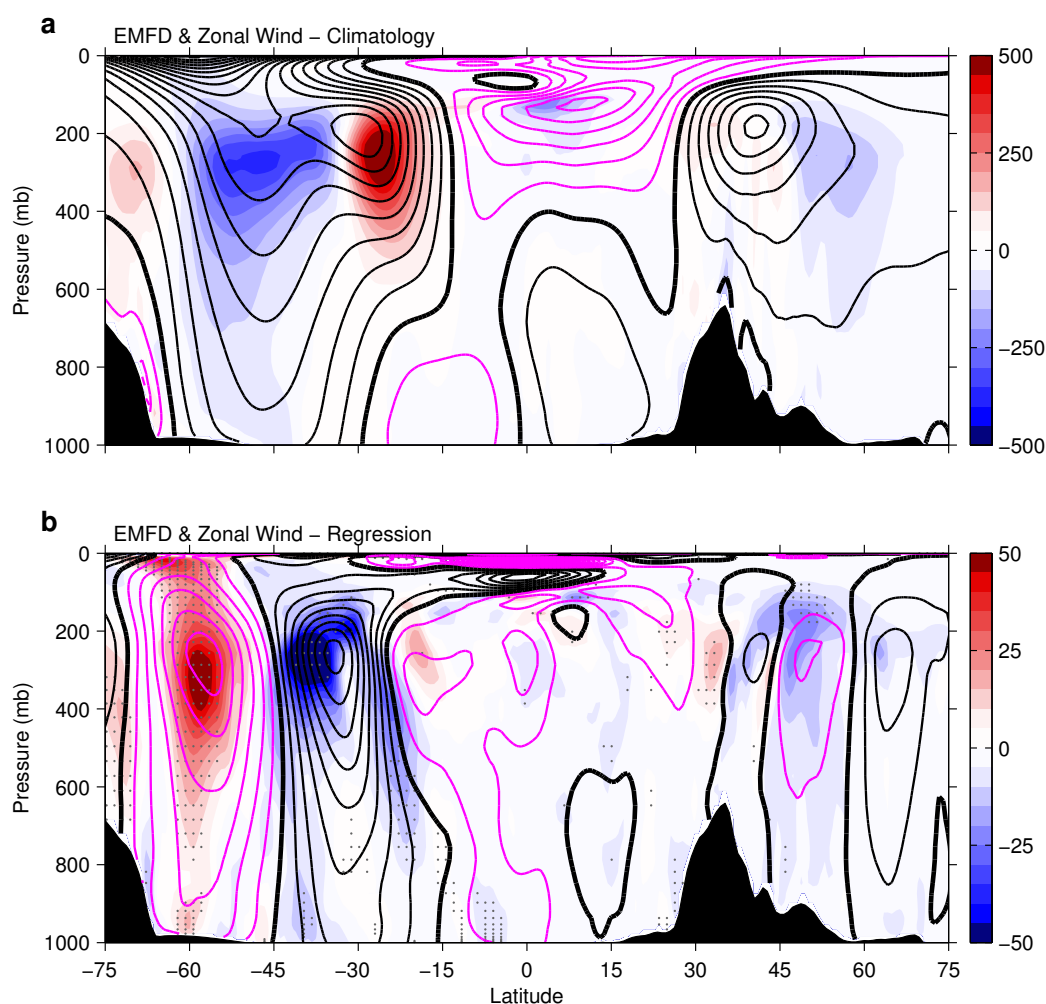 a
EMFD & Zonal Wind − Climatology
0
200
400
600
800
1000
Pressure (mb)
500
250
0
−250
−500
b
EMFD & Zonal Wind − Regression
0
200
400
600
800
1000
Pressure (mb)
50
25
0
−25
−50
−75 −60 −45 −30 −15 0 15 30 45 60 75
Latitude